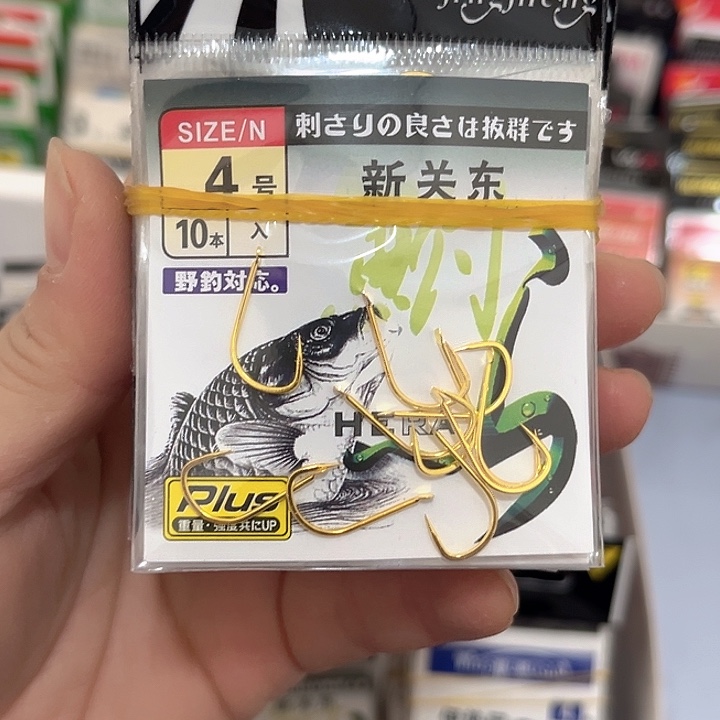 SIZE/N
刺さりの良さは抜群です
4号
新关东
10本入
野釣対応。
HERA
Plus
重量・強度共にUP